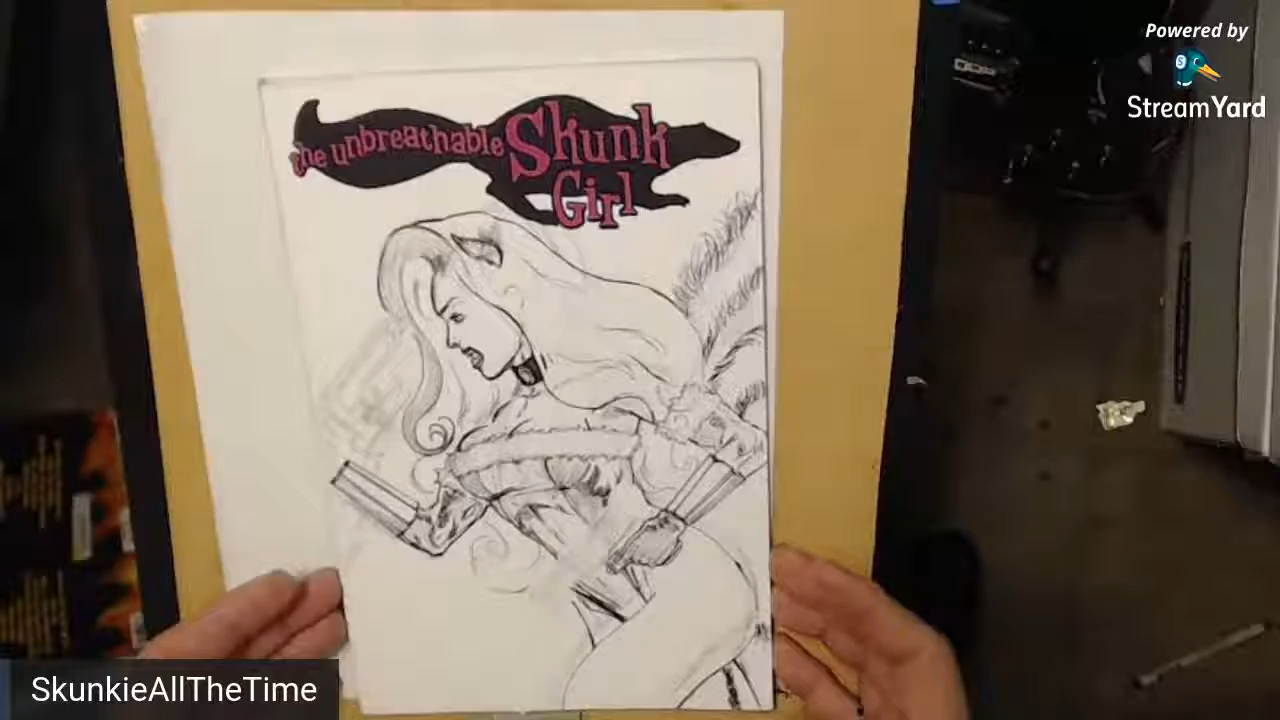 Powered by
StreamYard
the unbreathable Skunk
Girl
SkunkieAllTheTime